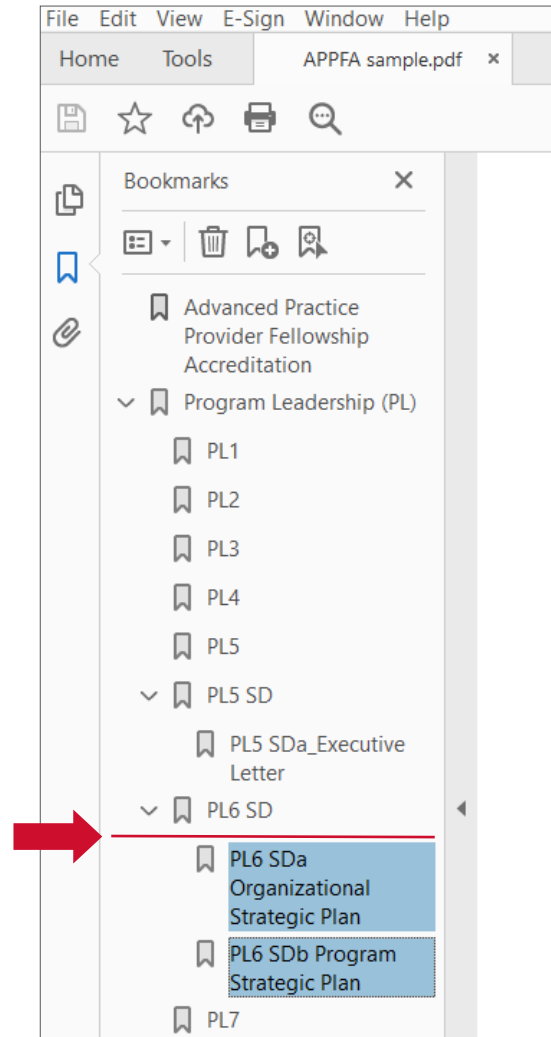 File Edit View E-Sign Window Help
Home Tools APPFA sample.pdf ×
Bookmarks
Advanced Practice
Provider Fellowship
Accreditation
Program Leadership (PL)
PL1
PL2
PL3
PL4
PL5
PL5 SD
PL5 SDa_Executive
Letter
PL6 SD
PL6 SDa
Organizational
Strategic Plan
PL6 SDb Program
Strategic Plan
PL7